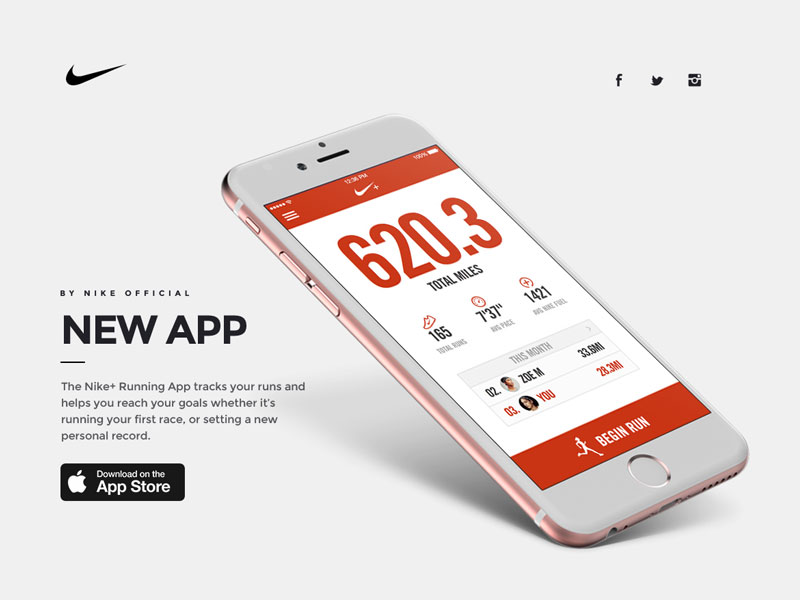 f
BY NIKE OFFICIAL
NEW APP
The Nike+ Running App tracks your runs and
helps you reach your goals whether it's
running your first race, or setting a new
personal record.
Download on the
App Store
12:36 PM
100%
+
620.3
TOTAL MILES
165
TOTAL RUNS
7'37"
AVG PACE
1421
AVG NIKE FUEL
THIS MONTH
02. ZOE M 33.6MI
03. YOU 28.3MI
BEGIN RUN